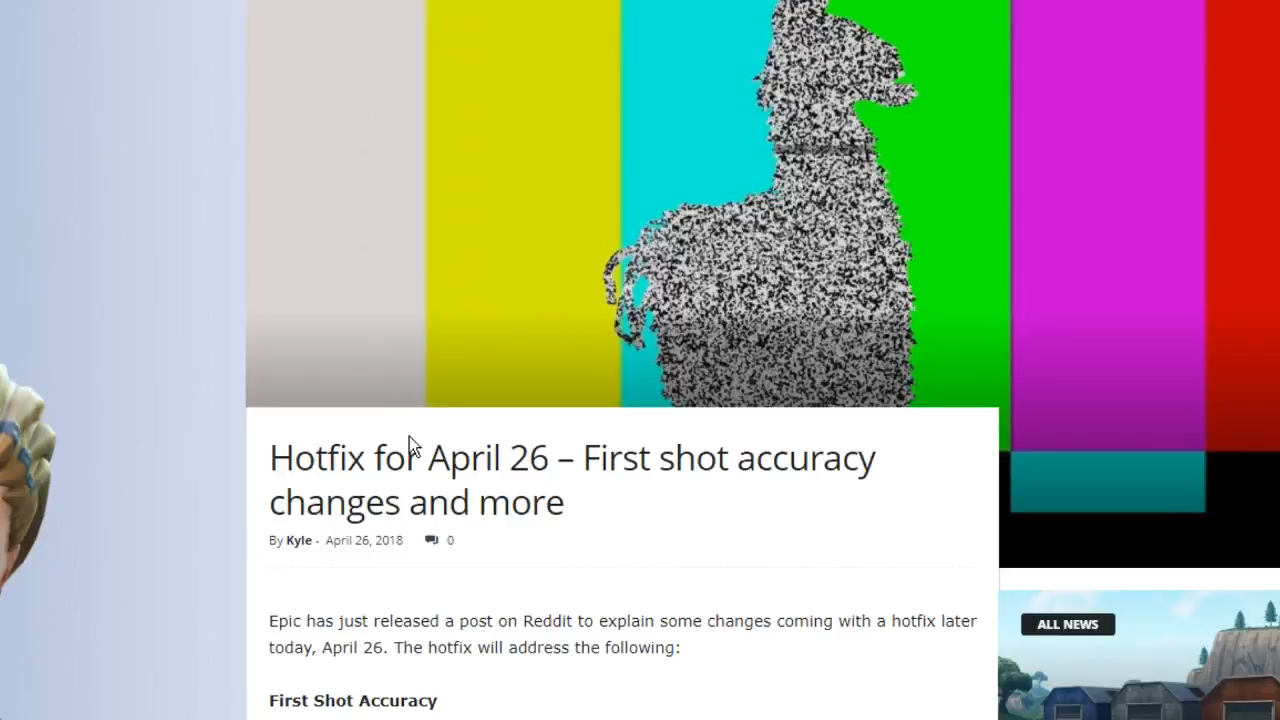 Hotfix for April 26 – First shot accuracy
changes and more
By Kyle - April 26, 2018 0
Epic has just released a post on Reddit to explain some changes coming with a hotfix later
today, April 26. The hotfix will address the following:
First Shot Accuracy
ALL NEWS